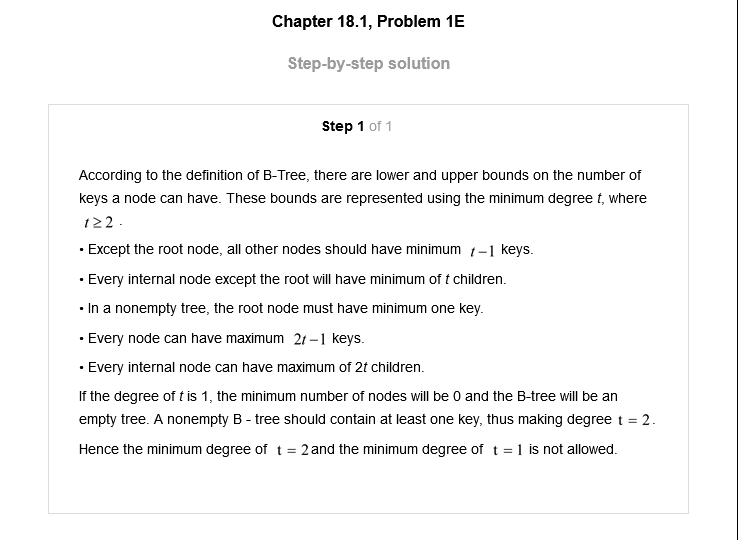 Chapter 18.1, Problem 1E
Step-by-step solution
Step 1 of 1
According to the definition of B-Tree, there are lower and upper bounds on the number of
keys a node can have. These bounds are represented using the minimum degree t, where
t ≥ 2 .
• Except the root node, all other nodes should have minimum t − 1 keys.
• Every internal node except the root will have minimum of t children.
• In a nonempty tree, the root node must have minimum one key.
• Every node can have maximum 2t − 1 keys.
• Every internal node can have maximum of 2t children.
If the degree of t is 1, the minimum number of nodes will be 0 and the B-tree will be an
empty tree. A nonempty B - tree should contain at least one key, thus making degree t = 2.
Hence the minimum degree of t = 2 and the minimum degree of t = 1 is not allowed.